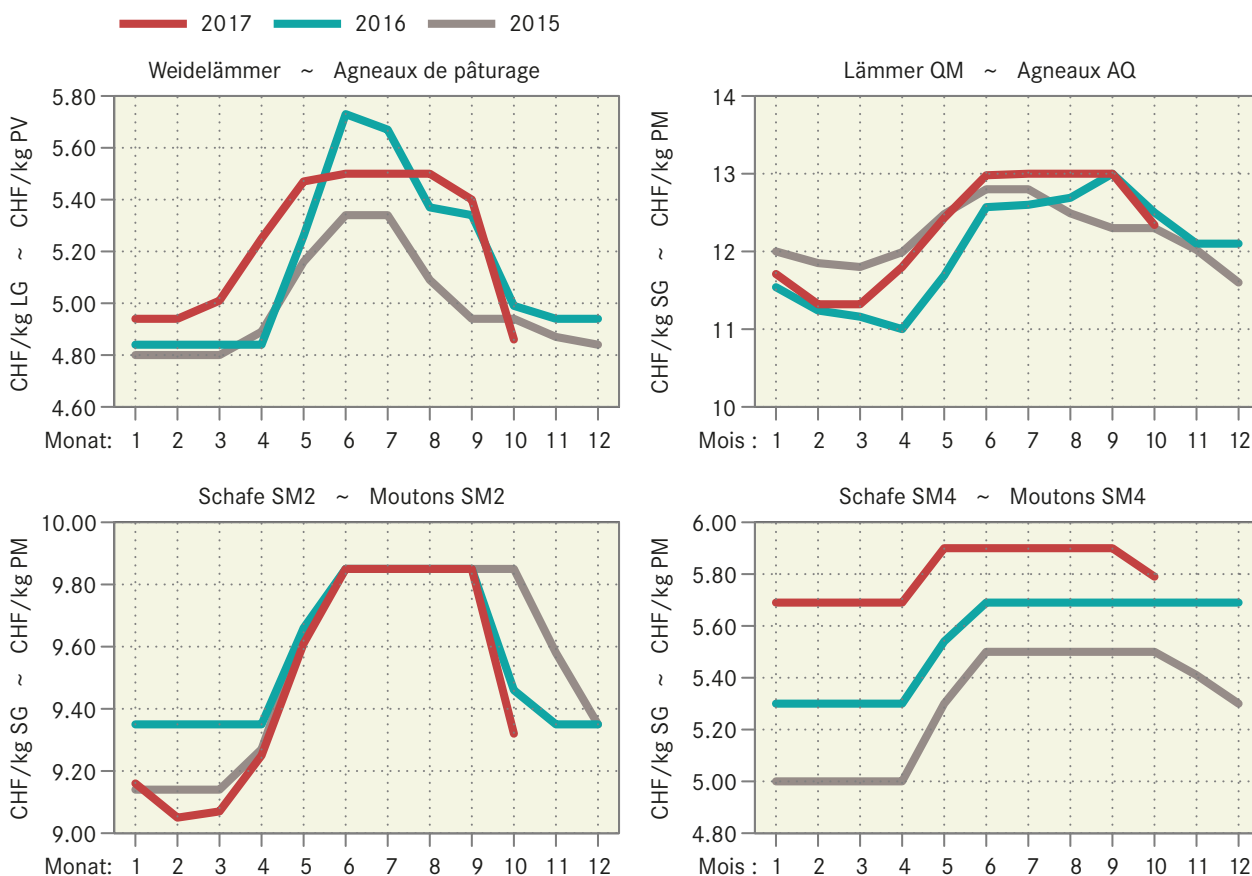 2017 2016 2015
Weidelämmer ~ Agneaux de pâturage
CHF/kg LG ~ CHF/kg PV
5.80
5.60
5.40
5.20
5.00
4.80
4.60
Monat: 1 2 3 4 5 6 7 8 9 10 11 12
Lämmer QM ~ Agneaux AQ
CHF/kg SG ~ CHF/kg PM
14
13
12
11
10
Mois : 1 2 3 4 5 6 7 8 9 10 11 12
Schafe SM2 ~ Moutons SM2
CHF/kg SG ~ CHF/kg PM
10.00
9.80
9.60
9.40
9.20
9.00
Monat: 1 2 3 4 5 6 7 8 9 10 11 12
Schafe SM4 ~ Moutons SM4
CHF/kg SG ~ CHF/kg PM
6.00
5.80
5.60
5.40
5.20
5.00
4.80
Mois : 1 2 3 4 5 6 7 8 9 10 11 12